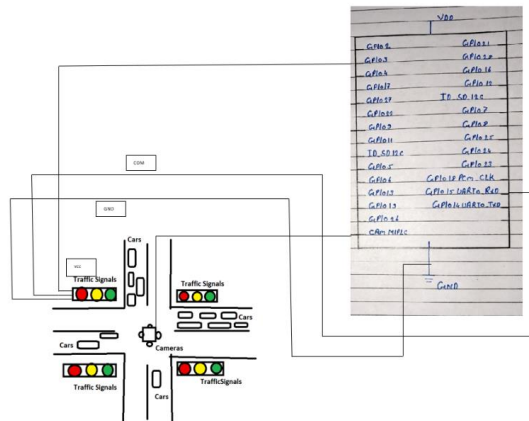 VDD
GPIO2
GPIO21
GPIO3
GPIO20
GPIO4
GPIO16
GPIO17
GPIO12
GPIO27
ID_SD_I2C
GPIO22
GPIO7
GPIO9
GPIO8
GPIO11
GPIO25
ID_SD I2C
GPIO24
GPIO5
GPIO23
GPIO6
GPIO18 PCM_CLK
GPIO13
GPIO15 UART0_RXD
GPIO19
GPIO14 UART0_TXD
GPIO26
CAM MIPI
GND
COM
GND
Cars
Traffic Signals
Traffic Signals
Cars
Cars
Cameras
Traffic Signals
TrafficSignals
Cars